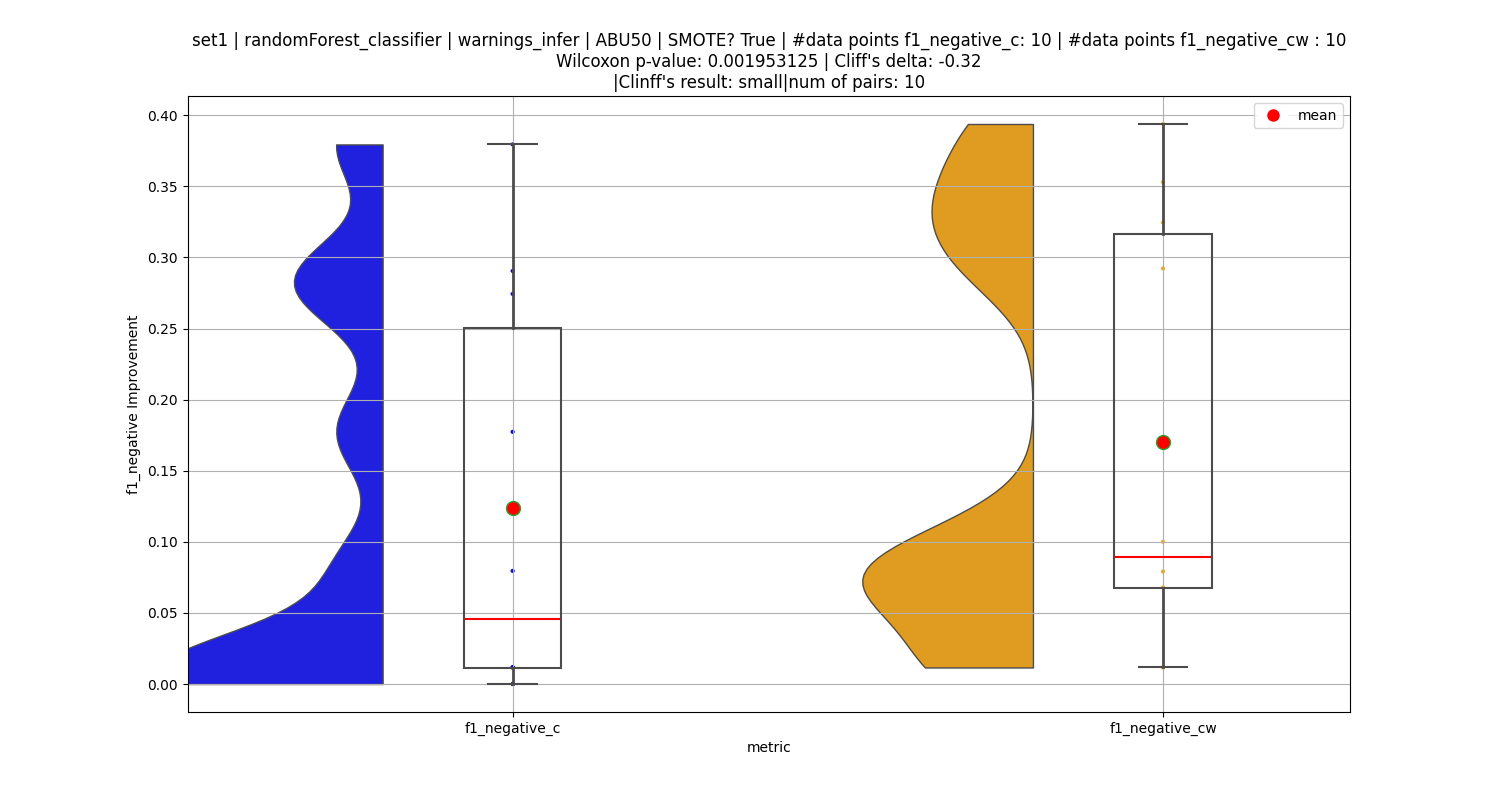 set1 | randomForest_classifier | warnings_infer | ABU50 | SMOTE? True | #data points f1_negative_c: 10 | #data points f1_negative_cw : 10
Wilcoxon p-value: 0.001953125 | Cliff's delta: -0.32
|Clinff's result: small|num of pairs: 10
mean
0.40
0.35
0.30
0.25
0.20
0.15
0.10
0.05
0.00
f1_negative Improvement
f1_negative_c
f1_negative_cw
metric